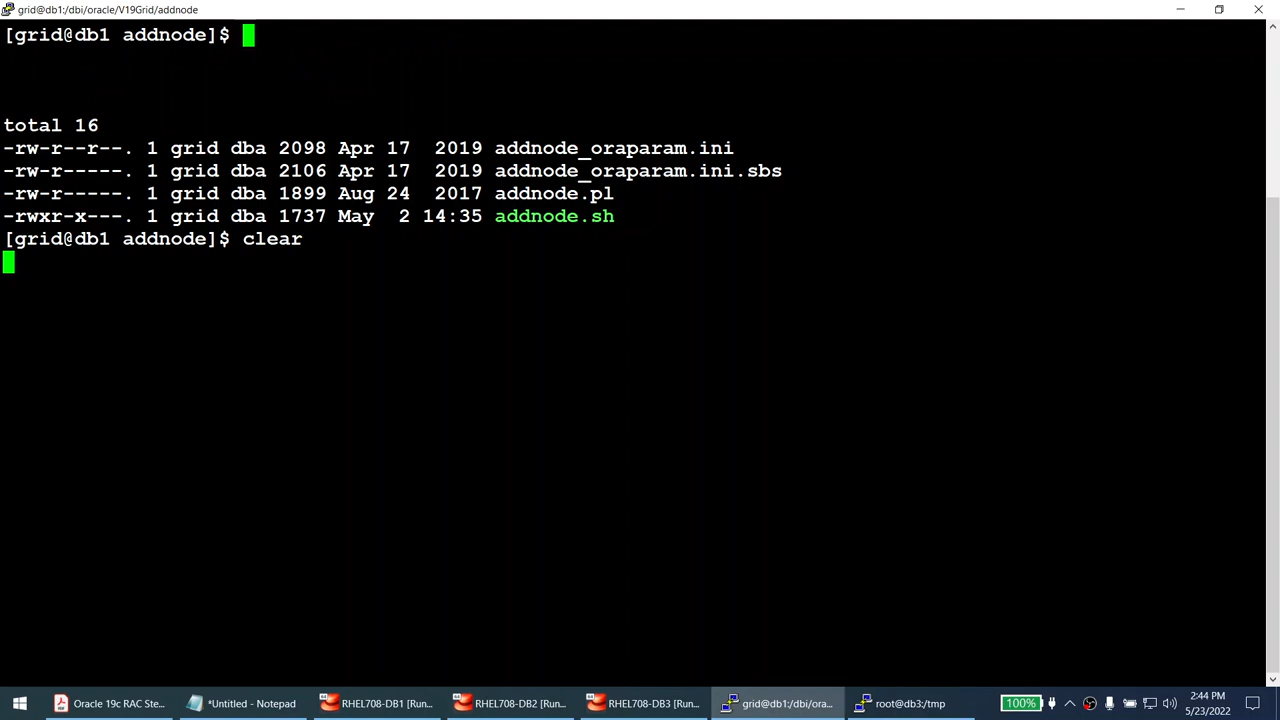 grid@db1:/dbi/oracle/V19Grid/addnode
[grid@db1 addnode]$
total 16
-rw-r--r--. 1 grid dba 2098 Apr 17  2019 addnode_oraparam.ini
-rw-r-----. 1 grid dba 2106 Apr 17  2019 addnode_oraparam.ini.sbs
-rw-r-----. 1 grid dba 1899 Aug 24  2017 addnode.pl
-rwxr-x---. 1 grid dba 1737 May  2 14:35 addnode.sh
[grid@db1 addnode]$ clear
Oracle 19c RAC Ste...
*Untitled - Notepad
RHEL708-DB1 [Run...
RHEL708-DB2 [Run...
RHEL708-DB3 [Run...
grid@db1:/dbi/ora...
root@db3:/tmp
100%
2:44 PM
5/23/2022